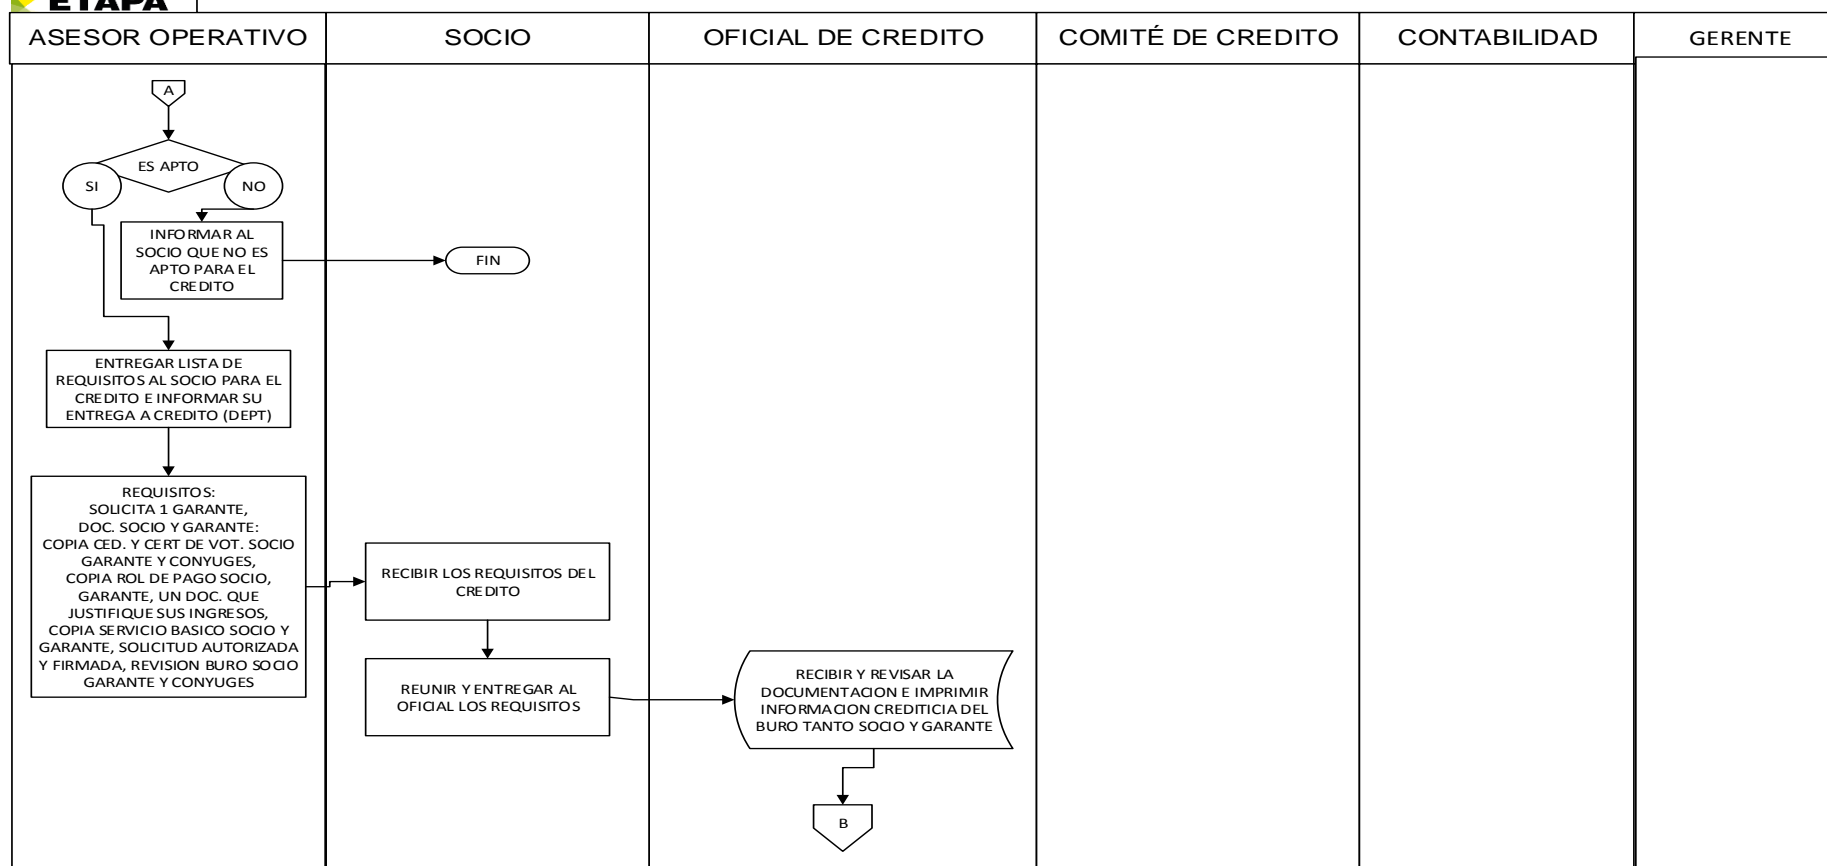 ETAPA
ASESOR OPERATIVO
SOCIO
OFICIAL DE CREDITO
COMITÉ DE CREDITO
CONTABILIDAD
GERENTE
A
ES APTO
SI
NO
INFORMAR AL
SOCIO QUE NO ES
APTO PARA EL
CREDITO
FIN
ENTREGAR LISTA DE
REQUISITOS AL SOCIO PARA EL
CREDITO E INFORMAR SU
ENTREGA A CREDITO (DEPT)
REQUISITOS:
SOLICITA 1 GARANTE,
DOC. SOCIO Y GARANTE:
COPIA CED. Y CERT DE VOT. SOCIO
GARANTE Y CONYUGES,
COPIA ROL DE PAGO SOCIO,
GARANTE, UN DOC. QUE
JUSTIFIQUE SUS INGRESOS,
COPIA SERVICIO BASICO SOCIO Y
GARANTE, SOLICITUD AUTORIZADA
Y FIRMADA, REVISION BURO SOCIO
GARANTE Y CONYUGES
RECIBIR LOS REQUISITOS DEL
CREDITO
REUNIR Y ENTREGAR AL
OFICIAL LOS REQUISITOS
RECIBIR Y REVISAR LA
DOCUMENTACION E IMPRIMIR
INFORMACION CREDITICIA DEL
BURO TANTO SOCIO Y GARANTE
B